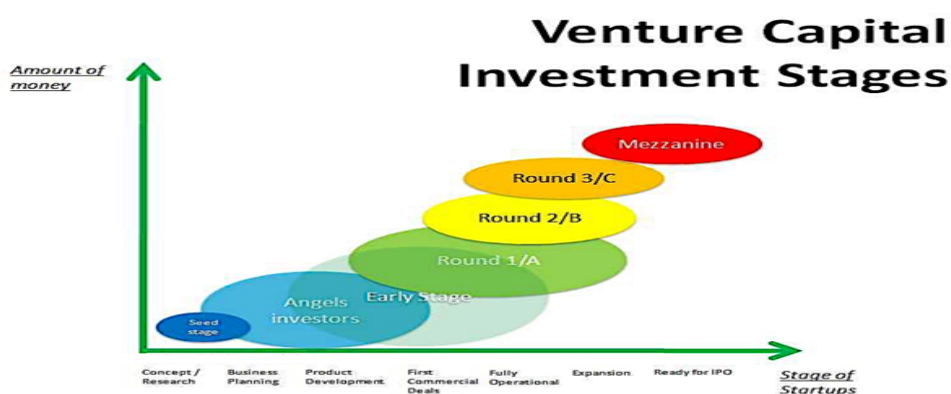 Venture Capital
Investment Stages
Amount of
money
Mezzanine
Round 3/C
Round 2/B
Round 1/A
Early Stage
Angels
investors
Seed
stage
Concept /
Research
Business
Planning
Product
Development
First
Commercial
Deals
Fully
Operational
Expansion
Ready for IPO
Stage of
Startups